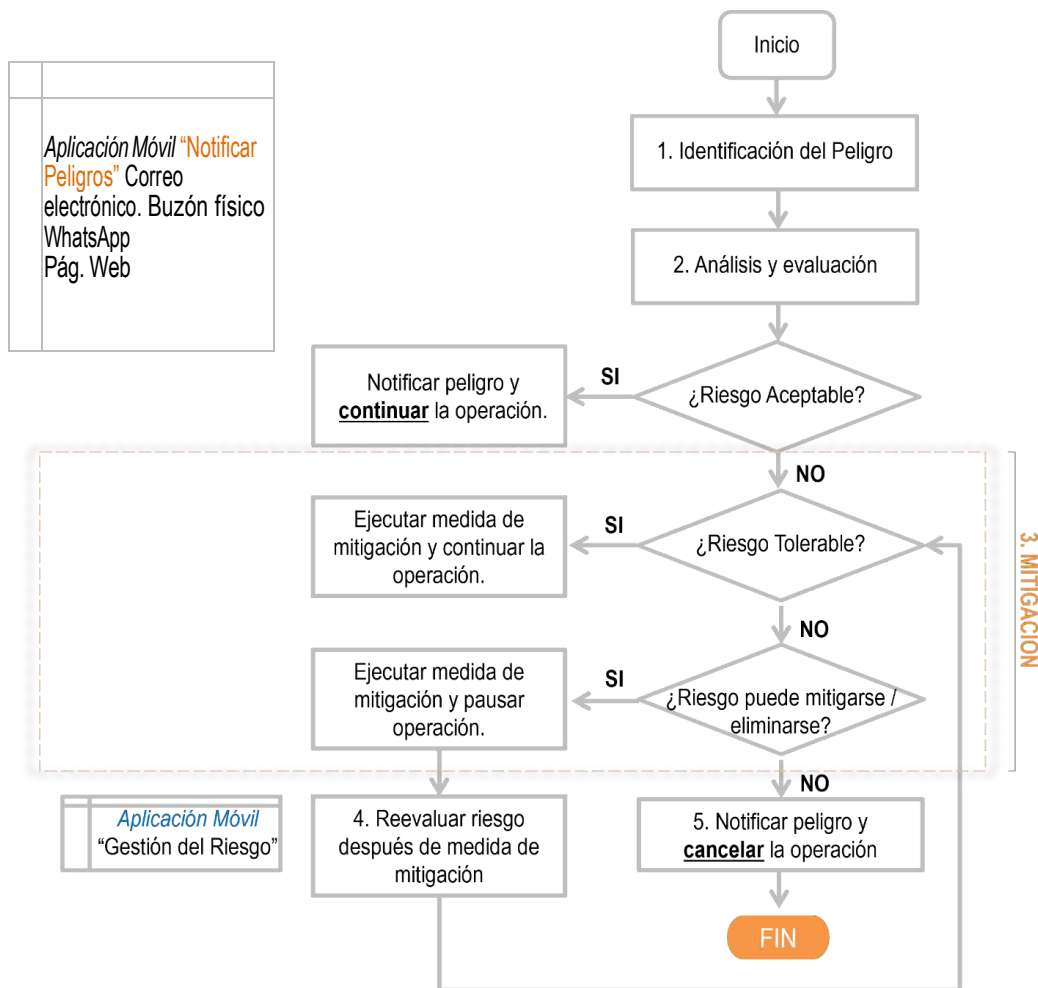 Inicio
Aplicación Móvil “Notificar
Peligros” Correo
electrónico. Buzón físico
WhatsApp
Pág. Web
1. Identificación del Peligro
2. Análisis y evaluación
¿Riesgo Aceptable?
SI
Notificar peligro y
continuar la operación.
NO
¿Riesgo Tolerable?
SI
Ejecutar medida de
mitigación y continuar la
operación.
NO
¿Riesgo puede mitigarse /
eliminarse?
SI
Ejecutar medida de
mitigación y pausar
operación.
3. MITIGACION
NO
Aplicación Móvil
“Gestión del Riesgo”
4. Reevaluar riesgo
después de medida de
mitigación
5. Notificar peligro y
cancelar la operación
FIN